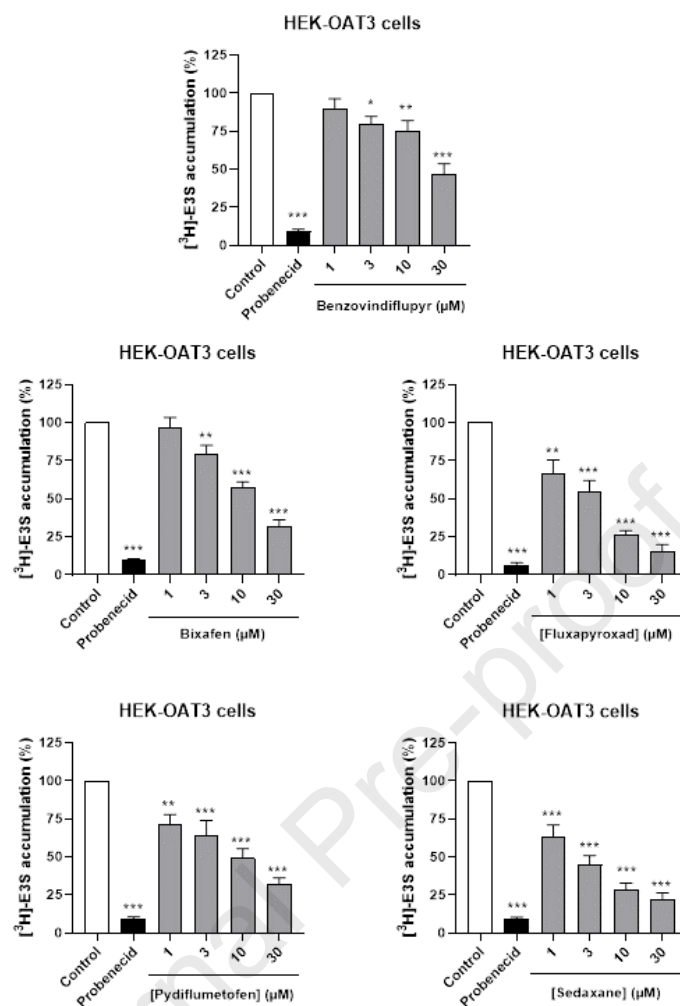 HEK-OAT3 cells
[³H]-E3S accumulation (%)
125
100
75
50
25
0
***
*
**
***
Control
Probenecid
1
3
10
30
Benzovindiflupyr (µM)
HEK-OAT3 cells
[³H]-E3S accumulation (%)
125
100
75
50
25
0
***
**
***
***
Control
Probenecid
1
3
10
30
Bixafen (µM)
HEK-OAT3 cells
[³H]-E3S accumulation (%)
125
100
75
50
25
0
***
**
***
***
***
Control
Probenecid
1
3
10
30
[Fluxapyroxad] (µM)
HEK-OAT3 cells
[³H]-E3S accumulation (%)
125
100
75
50
25
0
***
**
***
***
***
Control
Probenecid
1
3
10
30
[Pydiflumetofen] (µM)
HEK-OAT3 cells
[³H]-E3S accumulation (%)
125
100
75
50
25
0
***
***
***
***
***
Control
Probenecid
1
3
10
30
[Sedaxane] (µM)
nal Pre-proof